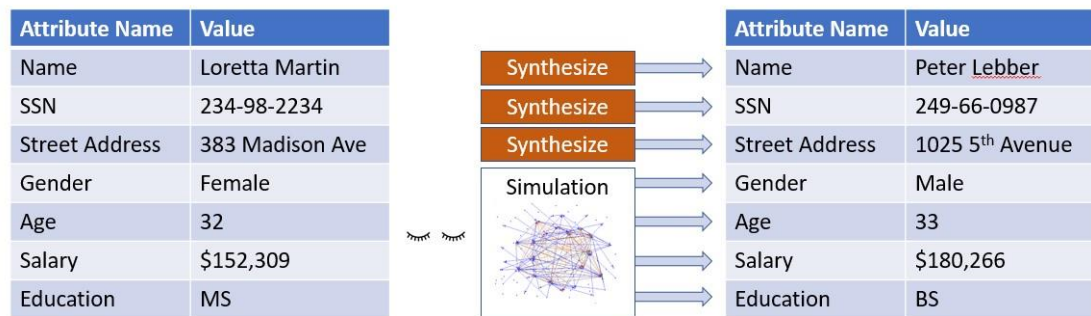 Attribute Name Value
Name Loretta Martin
SSN 234-98-2234
Street Address 383 Madison Ave
Gender Female
Age 32
Salary $152,309
Education MS
Synthesize
Synthesize
Synthesize
Simulation
Attribute Name Value
Name Peter Lebber
SSN 249-66-0987
Street Address 1025 5th Avenue
Gender Male
Age 33
Salary $180,266
Education BS